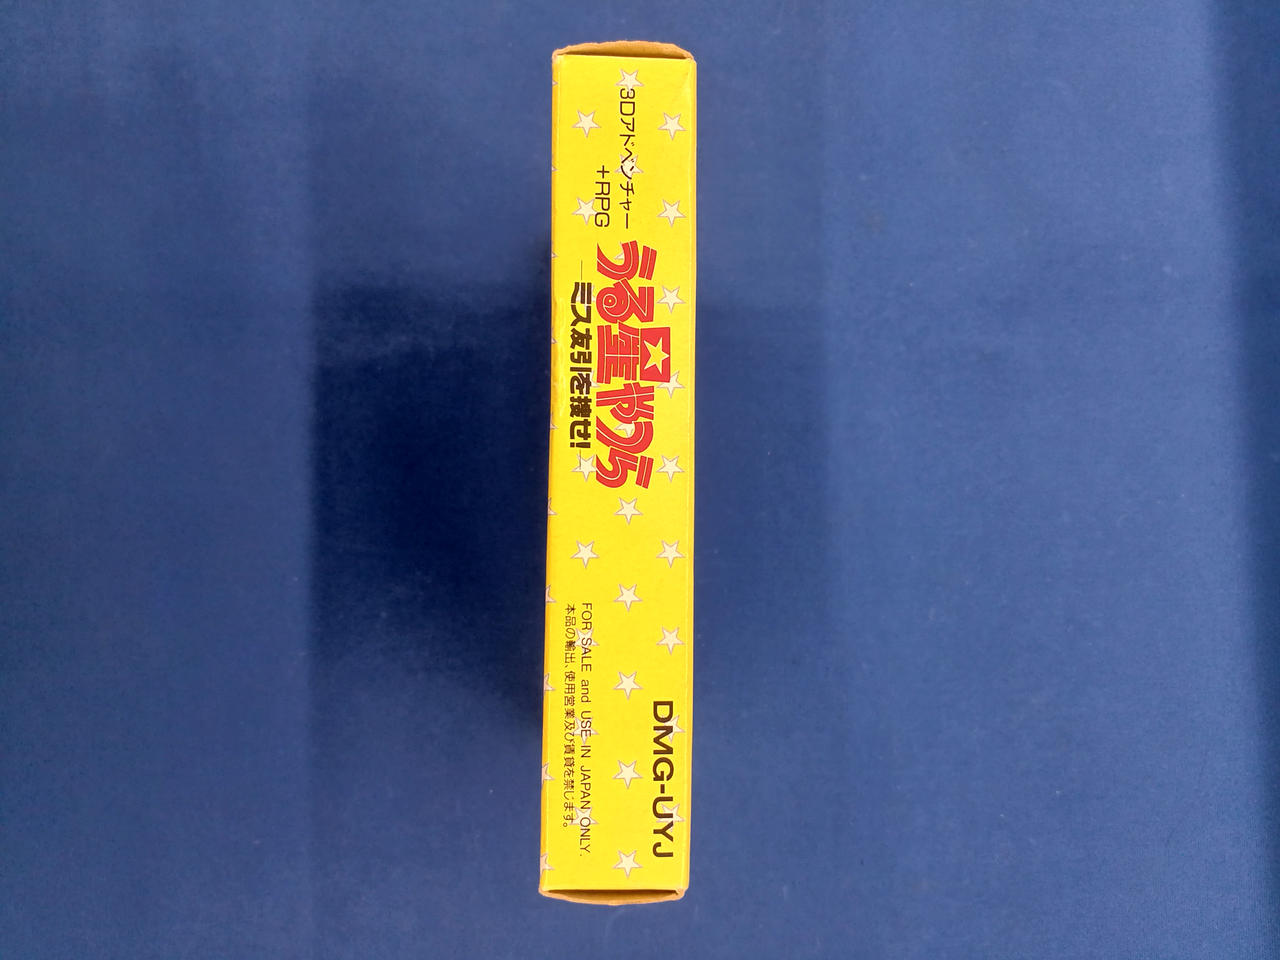 3Dアドベンチャー
+RPG
うる星やつら
ミス友引を捜せ!
DMG-UYJ
FOR SALE and USE IN JAPAN ONLY.
本品の輸出、使用営業及び賃貸を禁じます。